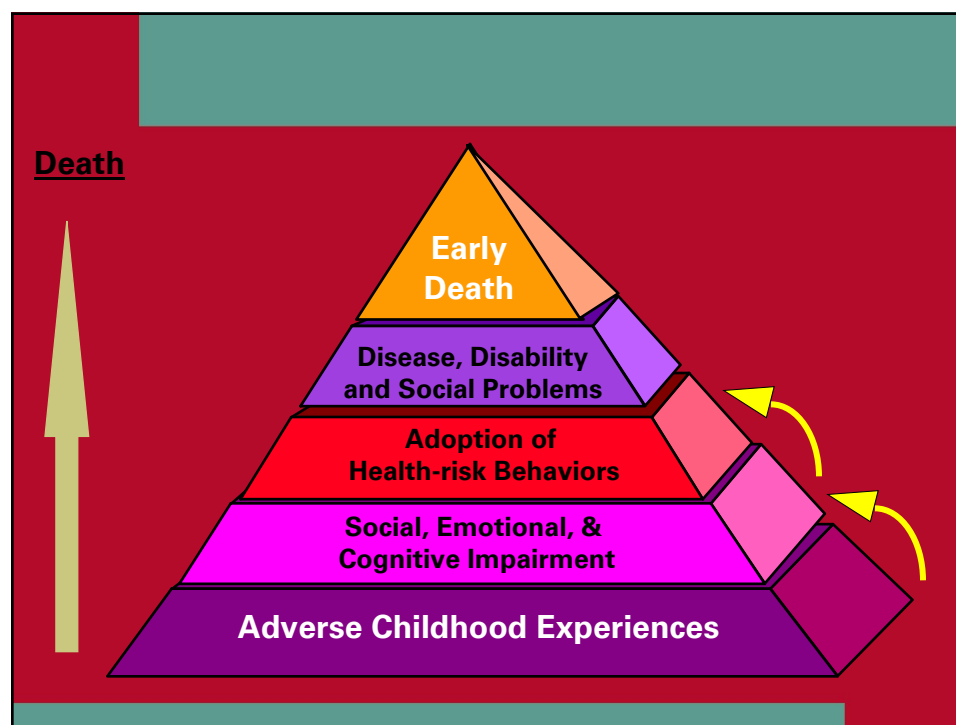 Death
Early
Death
Disease, Disability
and Social Problems
Adoption of
Health-risk Behaviors
Social, Emotional, &
Cognitive Impairment
Adverse Childhood Experiences